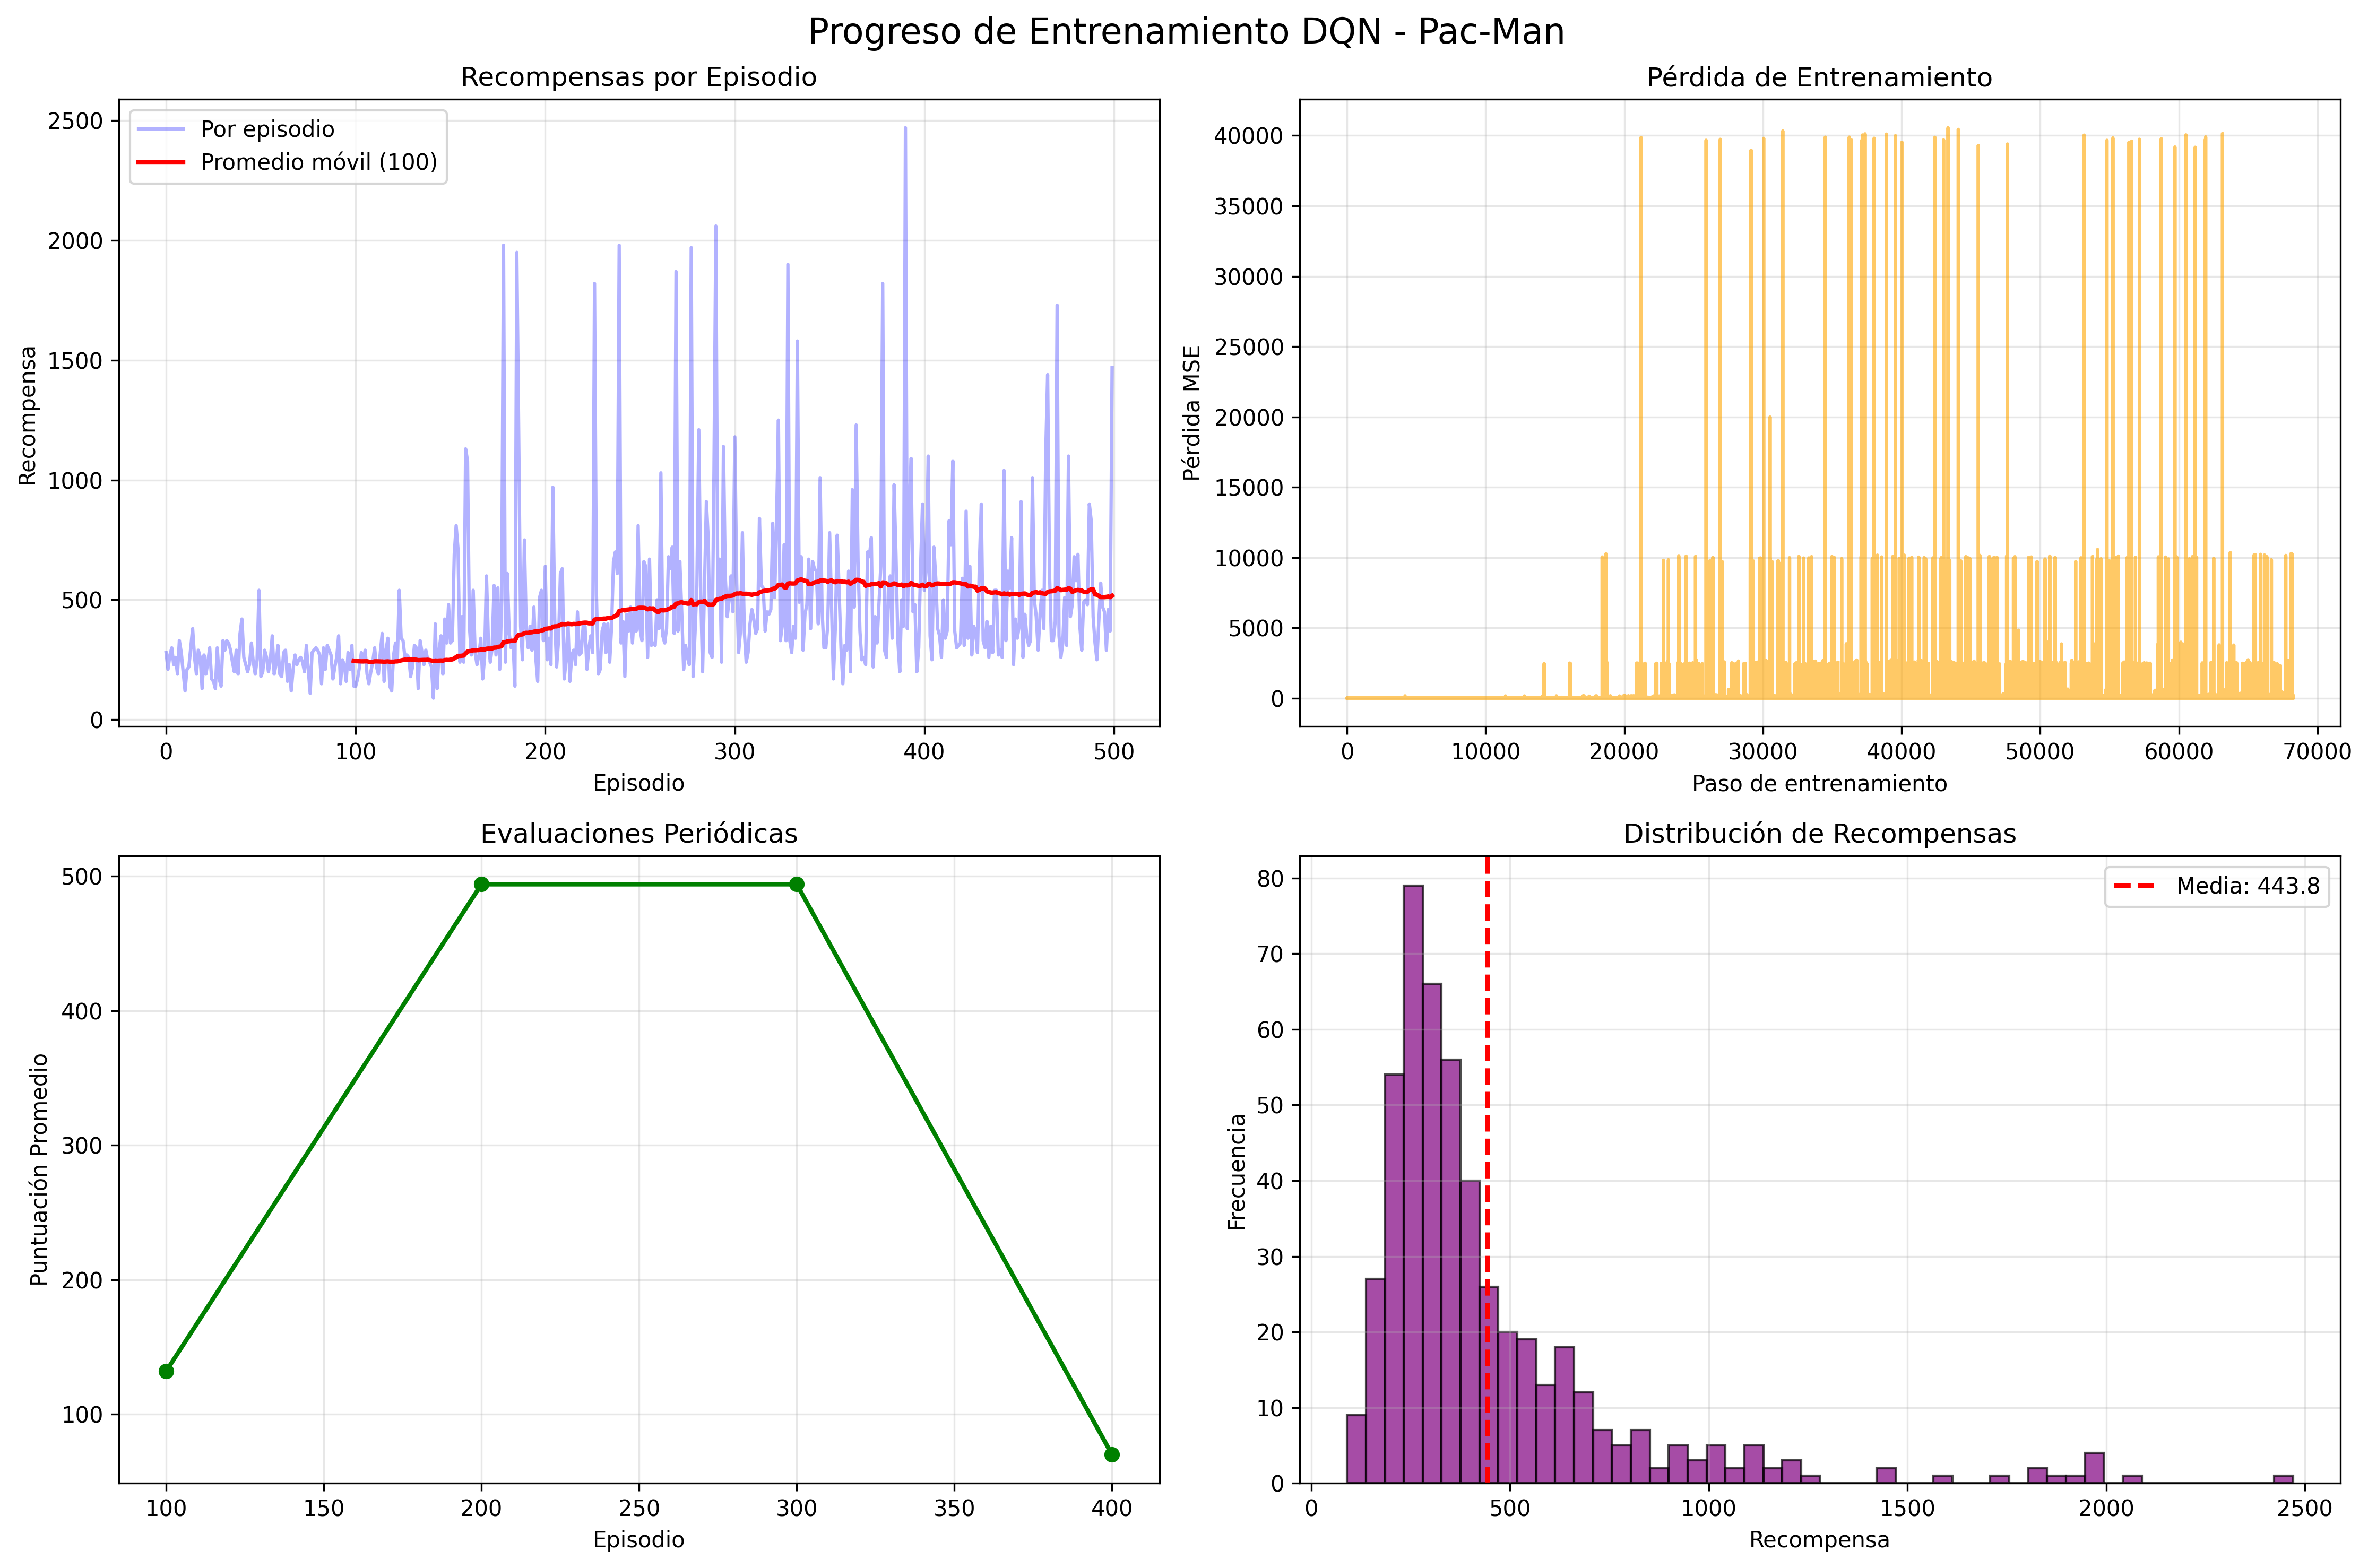 Progreso de Entrenamiento DQN - Pac-Man
Recompensas por Episodio
Por episodio
Promedio móvil (100)
2500
2000
1500
1000
500
0
Recompensa
0 100 200 300 400 500
Episodio
Pérdida de Entrenamiento
40000
35000
30000
25000
20000
15000
10000
5000
0
Pérdida MSE
0 10000 20000 30000 40000 50000 60000 70000
Paso de entrenamiento
Evaluaciones Periódicas
500
400
300
200
100
Puntuación Promedio
100 150 200 250 300 350 400
Episodio
Distribución de Recompensas
Media: 443.8
80
70
60
50
40
30
20
10
0
Frecuencia
0 500 1000 1500 2000 2500
Recompensa